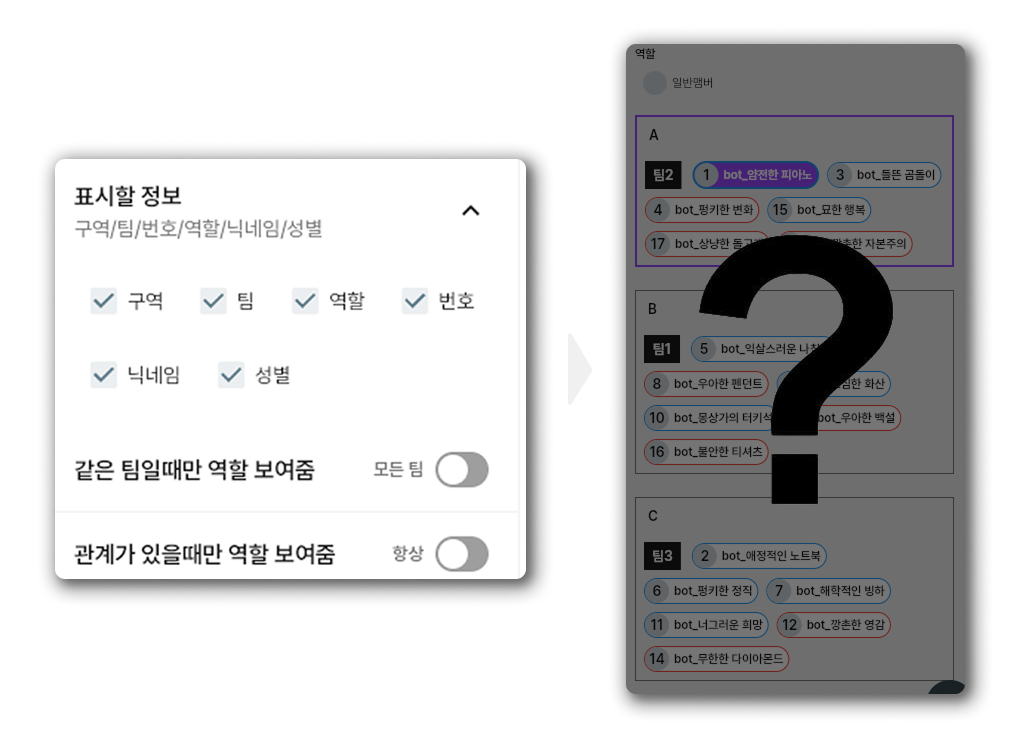 표시할 정보
구역/팀/번호/역할/닉네임/성별
구역 팀 역할 번호
닉네임 성별
같은 팀일때만 역할 보여줌 모든 팀
관계가 있을때만 역할 보여줌 항상
역할
일반맴버
A
팀2 1 bot_얌전한 피아노 3 bot_들뜬 곰돌이
4 bot_펑키한 변화 15 bot_묘한 행복
17 bot_상냥한 자본주의
B
팀1 5 bot_익살스러운
8 bot_우아한 펜던트 화산
10 bot_몽상가의 터키석 bot_우아한 백설
16 bot_불안한 티셔츠
?
C
팀3 2 bot_애정적인 노트북
6 bot_펑키한 정직 7 bot_해학적인 빙하
11 bot_너그러운 희망 12 bot_깡촌한 영감
14 bot_무한한 다이아몬드